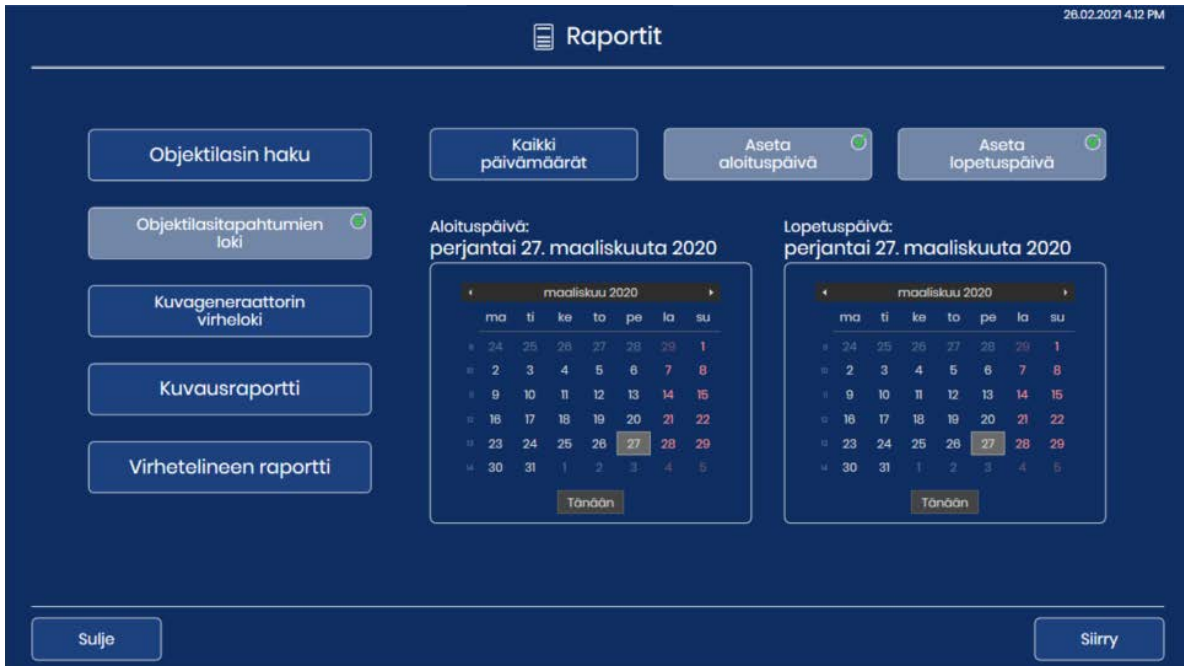 26.02.2021 4.12 PM
Raportit
Objektilasin haku
Objektilasitapahtumien
loki
Kuvageneraattorin
virheloki
Kuvausraportti
Virhetelineen raportti
Kaikki
päivämäärät
Aseta
aloituspäivä
Aseta
lopetuspäivä
Aloituspäivä:
perjantai 27. maaliskuuta 2020
maaliskuu 2020
ma ti ke to pe la su
24 25 26 27 28 29 1
2 3 4 5 6 7 8
9 10 11 12 13 14 15
16 17 18 19 20 21 22
23 24 25 26 27 28 29
30 31 1 2 3 4 5
Tänään
Lopetuspäivä:
perjantai 27. maaliskuuta 2020
maaliskuu 2020
ma ti ke to pe la su
24 25 26 27 28 29 1
2 3 4 5 6 7 8
9 10 11 12 13 14 15
16 17 18 19 20 21 22
23 24 25 26 27 28 29
30 31 1 2 3 4 5
Tänään
Sulje
Siirry